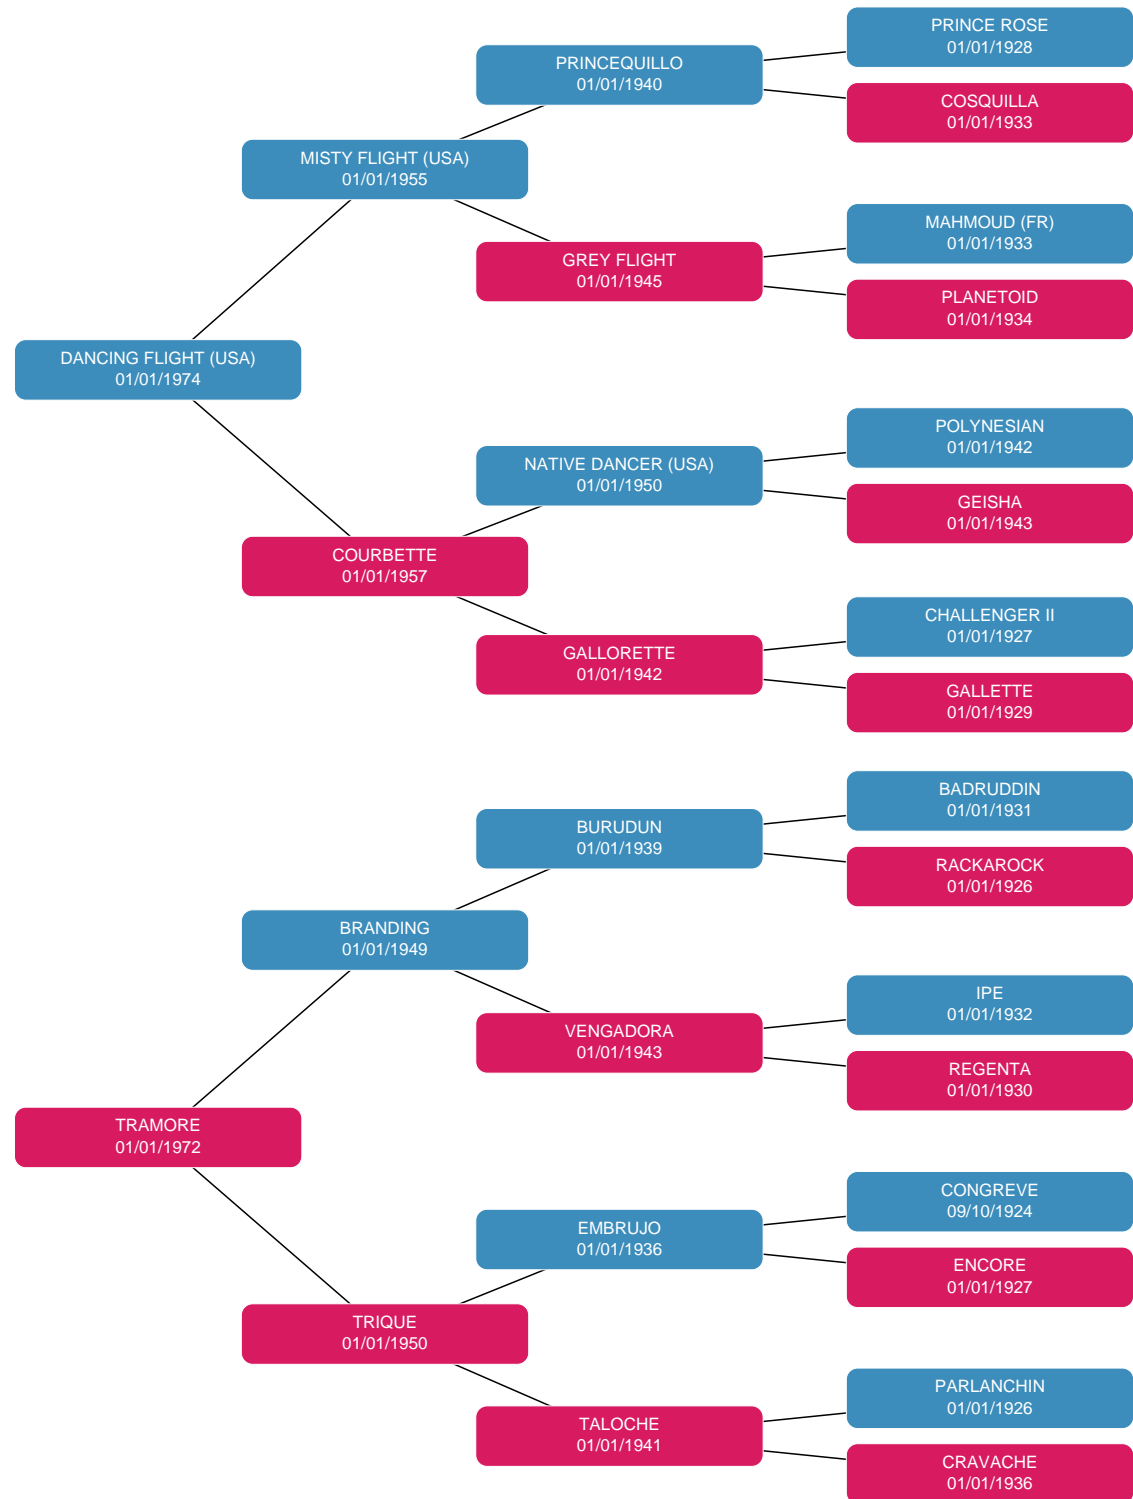 PRINCE ROSE
01/01/1928
PRINCEQUILLO
01/01/1940
COSQUILLA
01/01/1933
MISTY FLIGHT (USA)
01/01/1955
MAHMOUD (FR)
01/01/1933
GREY FLIGHT
01/01/1945
PLANETOID
01/01/1934
DANCING FLIGHT (USA)
01/01/1974
POLYNESIAN
01/01/1942
NATIVE DANCER (USA)
01/01/1950
GEISHA
01/01/1943
COURBETTE
01/01/1957
CHALLENGER II
01/01/1927
GALLORETTE
01/01/1942
GALLETTE
01/01/1929
BADRUDDIN
01/01/1931
BURUDUN
01/01/1939
RACKAROCK
01/01/1926
BRANDING
01/01/1949
IPE
01/01/1932
VENGADORA
01/01/1943
REGENTA
01/01/1930
TRAMORE
01/01/1972
CONGREVE
09/10/1924
EMBRUJO
01/01/1936
ENCORE
01/01/1927
TRIQUE
01/01/1950
PARLANCHIN
01/01/1926
TALOCHE
01/01/1941
CRAVACHE
01/01/1936